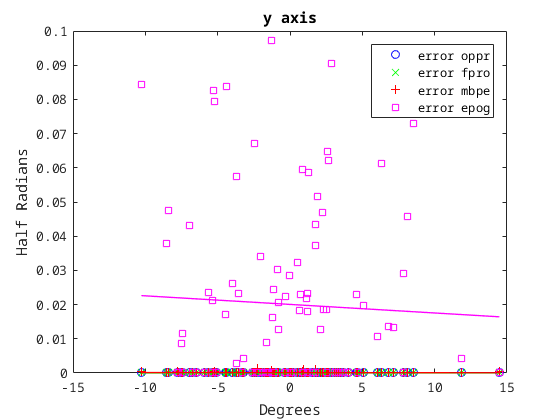 y axis
error oppr
error fpro
error mbpe
error epog
Half Radians
0.1
0.09
0.08
0.07
0.06
0.05
0.04
0.03
0.02
0.01
0
-15
-10
-5
0
5
10
15
Degrees